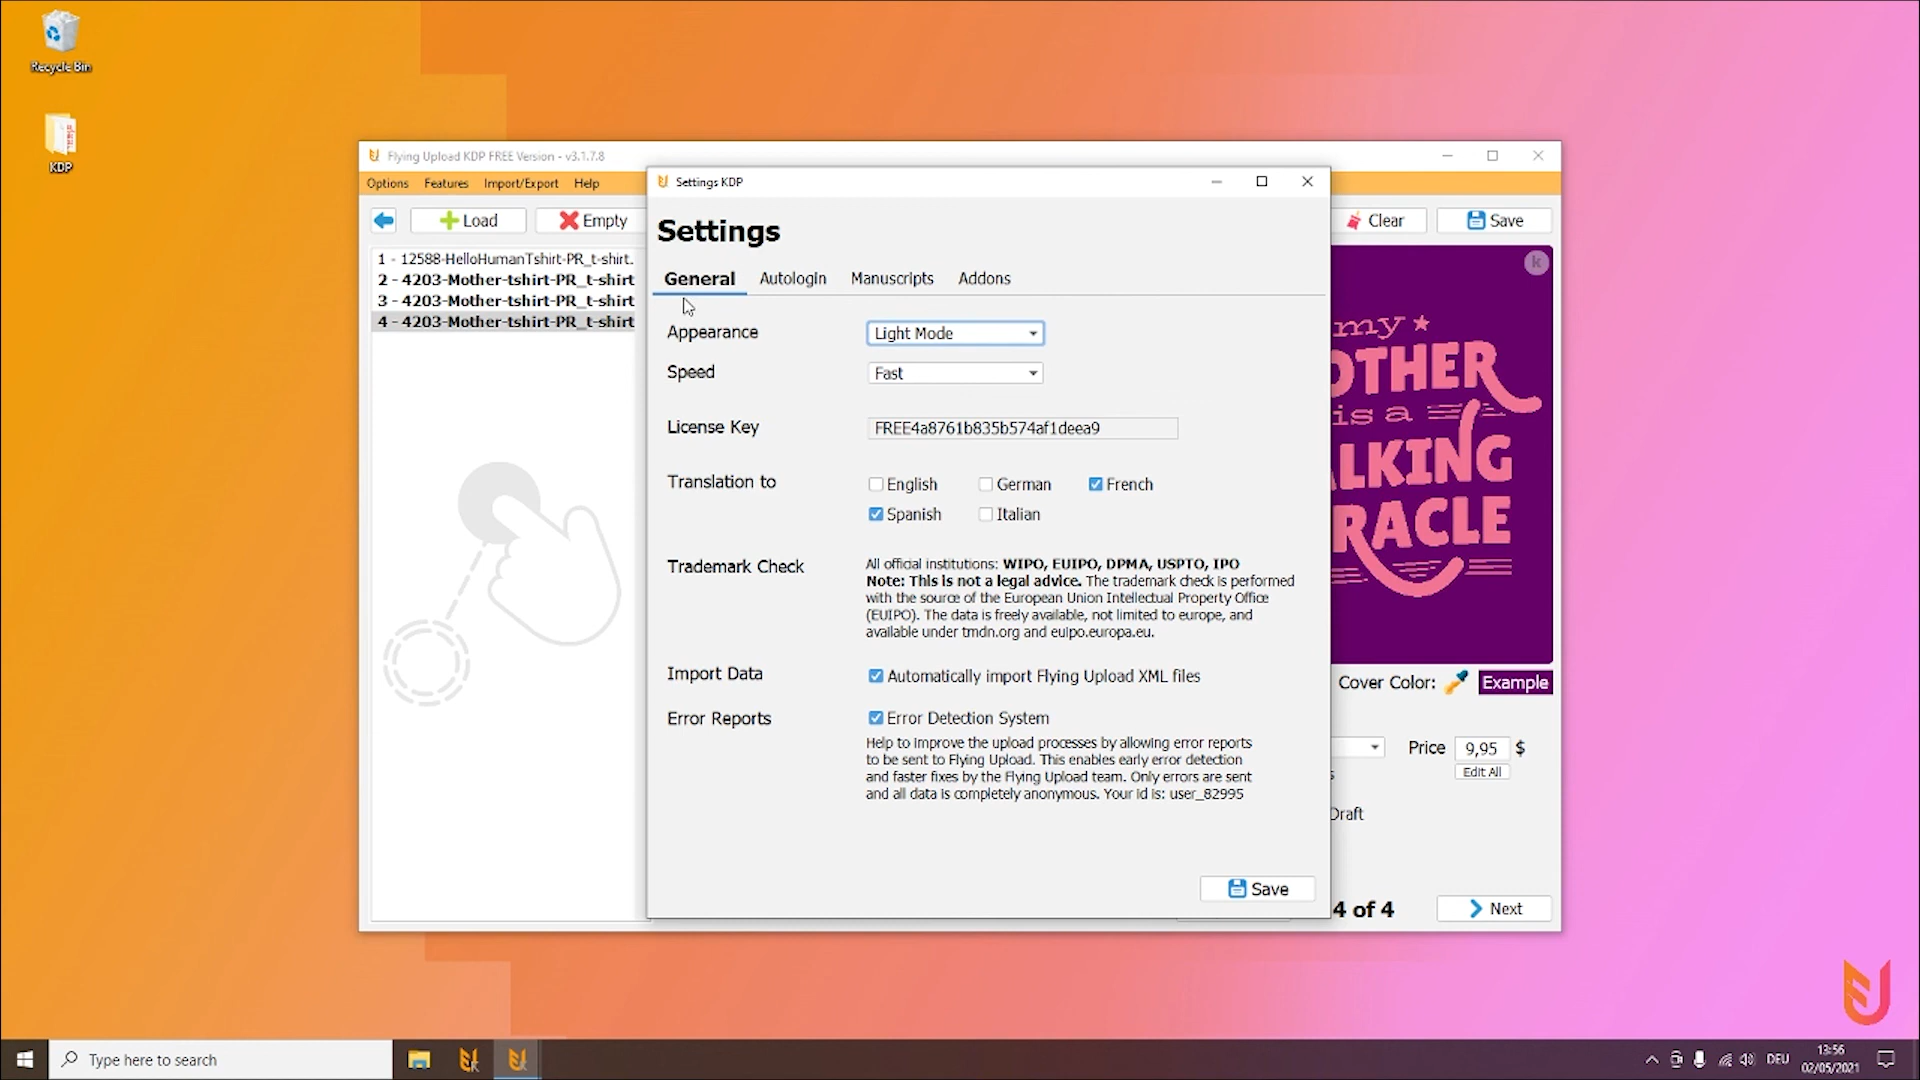 Recycle Bin
KDP
Flying Upload KDP FREE Version - v3.1.7.8
Options Features Import/Export Help
Load Empty
Clear Save
1 - 12588-HelloHumanTshirt-PR_t-shirt.
2 - 4203-Mother-tshirt-PR_t-shirt
3 - 4203-Mother-tshirt-PR_t-shirt
4 - 4203-Mother-tshirt-PR_t-shirt
Settings KDP
Settings
General Autologin Manuscripts Addons
Appearance Light Mode
Speed Fast
License Key FREE4a8761b835b574af1deea9
Translation to English German French
Spanish Italian
Trademark Check All official institutions: WIPO, EUIPO, DPMA, USPTO, IPO
Note: This is not a legal advice. The trademark check is performed
with the source of the European Union Intellectual Property Office
(EUIPO). The data is freely available, not limited to europe, and
available under tmdn.org and euipo.europa.eu.
Import Data Automatically import Flying Upload XML files
Error Reports Error Detection System
Help to improve the upload processes by allowing error reports
to be sent to Flying Upload. This enables early error detection
and faster fixes by the Flying Upload team. Only errors are sent
and all data is completely anonymous. Your id is: user_82995
Save
k
my
OTHER
is a
LKING
RACLE
Cover Color: Example
Price 9,95 $
Edit All
s
Draft
4 of 4 Next
Type here to search
DEU
13:56
02/05/2021